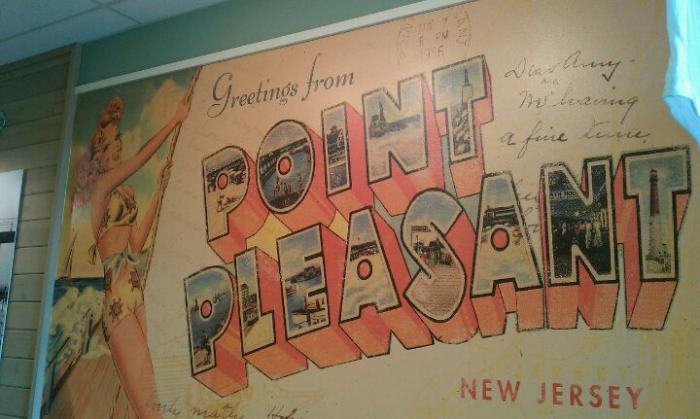 Greetings from
POINT
PLEASANT
NEW JERSEY
Dear Amy -
We're having
a fine time